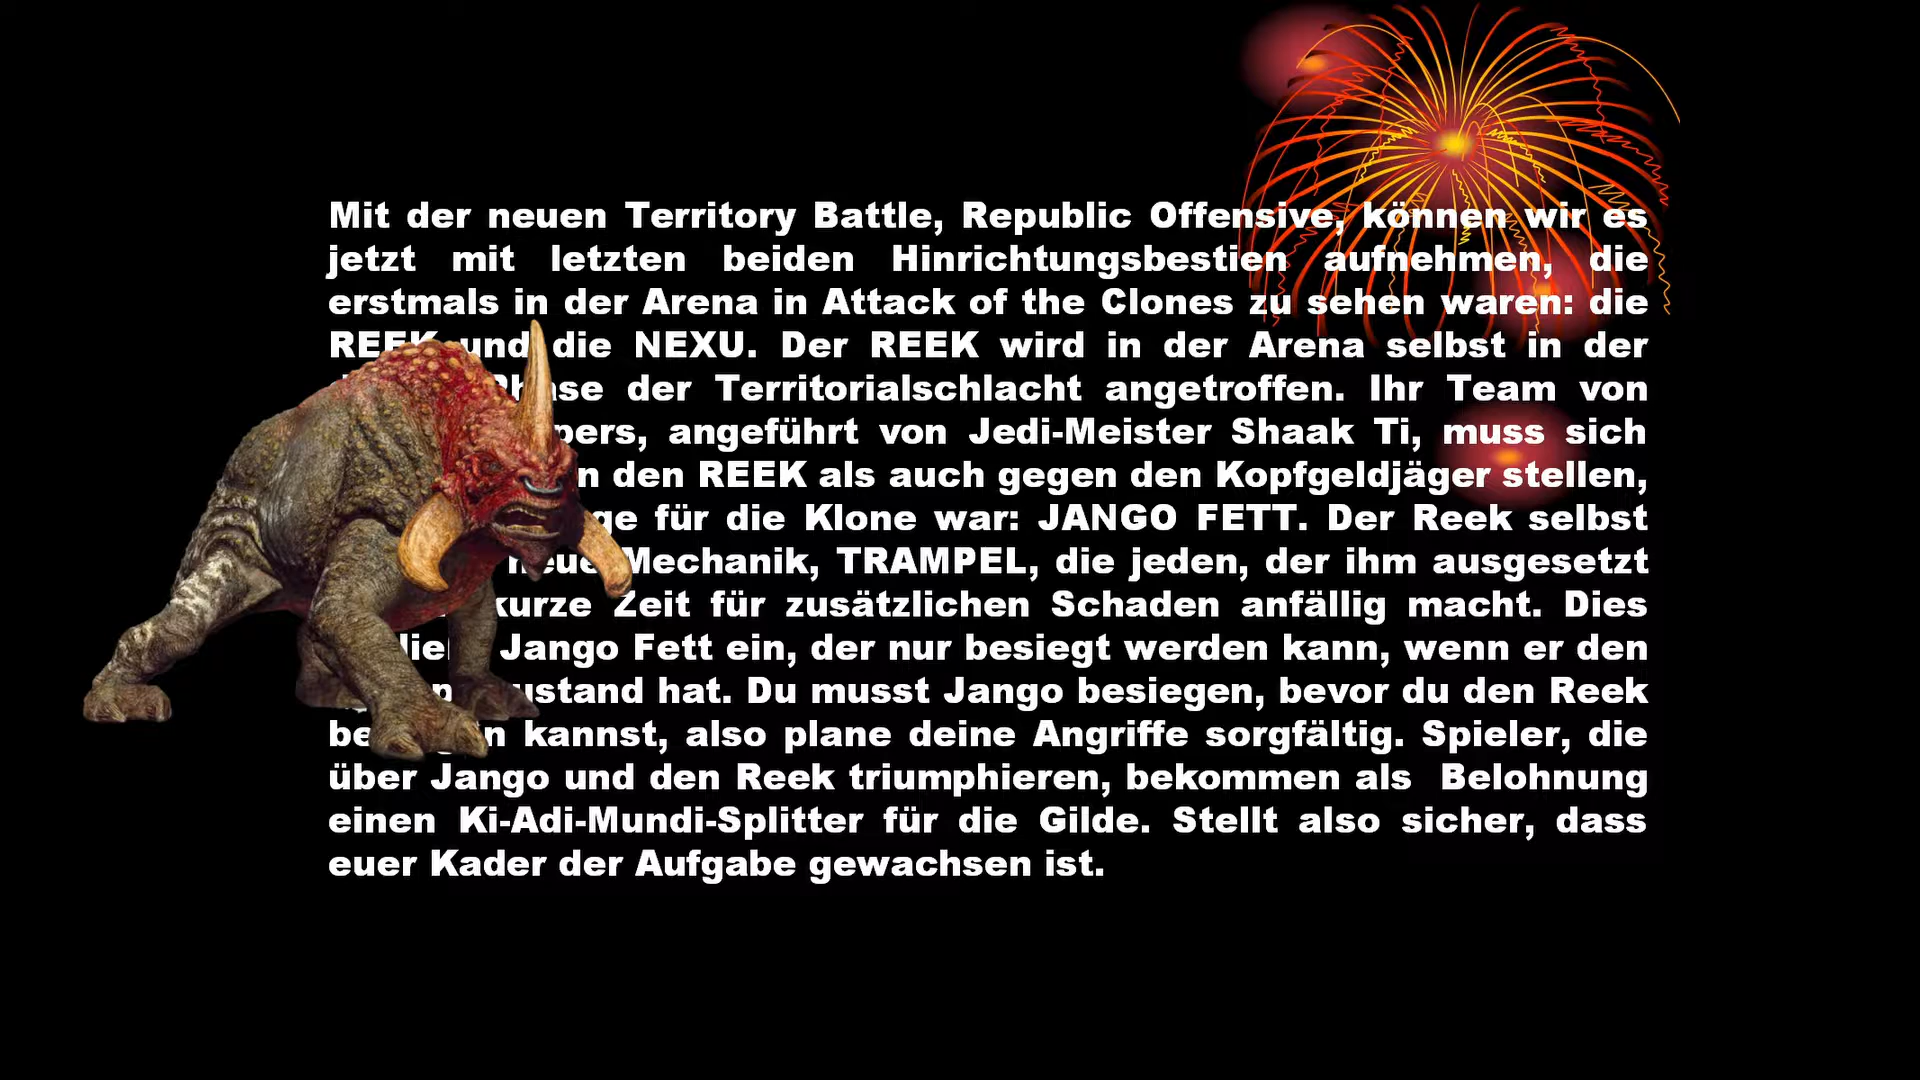 Mit der neuen Territory Battle, Republic Offensive, können wir es
jetzt mit letzten beiden Hinrichtungsbestien aufnehmen, die
erstmals in der Arena in Attack of the Clones zu sehen waren: die
REEK und die NEXU. Der REEK wird in der Arena selbst in der
Phase der Territorialschlacht angetroffen. Ihr Team von
angeführt von Jedi-Meister Shaak Ti, muss sich
den REEK als auch gegen den Kopfgeldjäger stellen,
für die Klone war: JANGO FETT. Der Reek selbst
neue Mechanik, TRAMPEL, die jeden, der ihm ausgesetzt
kurze Zeit für zusätzlichen Schaden anfällig macht. Dies
Jango Fett ein, der nur besiegt werden kann, wenn er den
hat. Du musst Jango besiegen, bevor du den Reek
kannst, also plane deine Angriffe sorgfältig. Spieler, die
über Jango und den Reek triumphieren, bekommen als Belohnung
einen Ki-Adi-Mundi-Splitter für die Gilde. Stellt also sicher, dass
euer Kader der Aufgabe gewachsen ist.